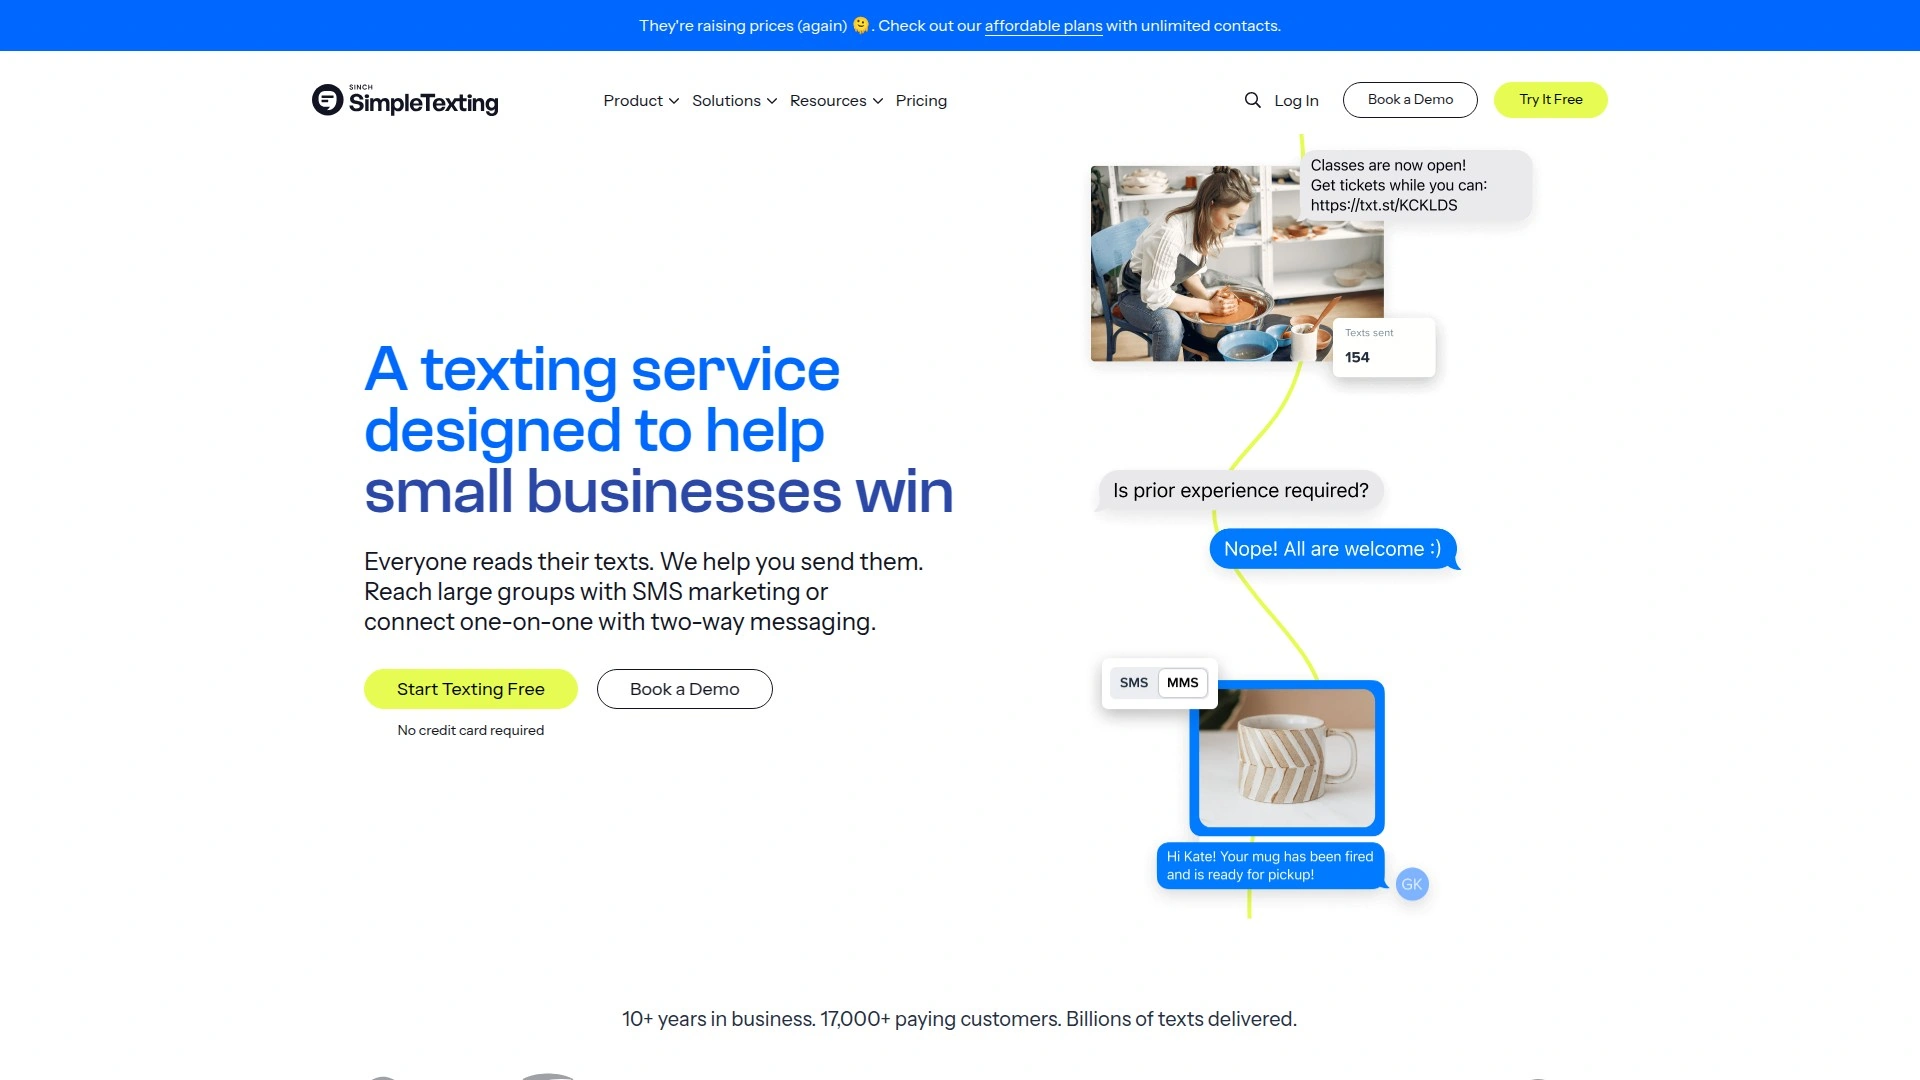 They're raising prices (again) 🫠. Check out our affordable plans with unlimited contacts.
SINCH
SimpleTexting
Product
Solutions
Resources
Pricing
Log In
Book a Demo
Try It Free
A texting service
designed to help
small businesses win
Everyone reads their texts. We help you send them.
Reach large groups with SMS marketing or
connect one-on-one with two-way messaging.
Start Texting Free
Book a Demo
No credit card required
Classes are now open!
Get tickets while you can:
https://txt.st/KCKLDS
Texts sent
154
Is prior experience required?
Nope! All are welcome :)
SMS
MMS
Hi Kate! Your mug has been fired
and is ready for pickup!
GK
10+ years in business. 17,000+ paying customers. Billions of texts delivered.